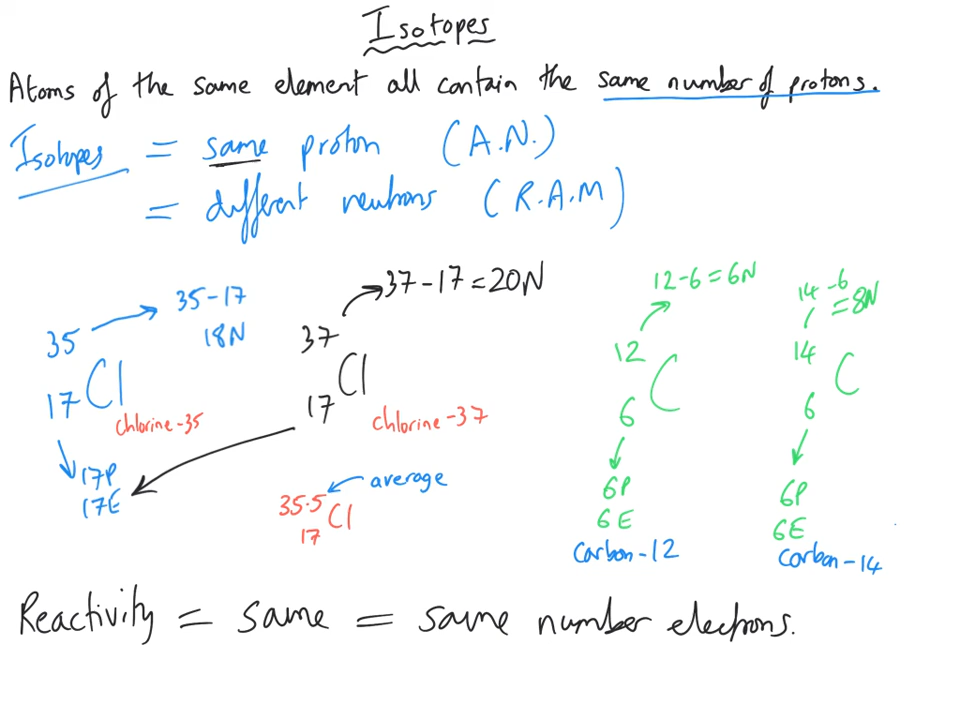 Isotopes
Atoms of the same element all contain the same number of protons.
Isotopes = same proton (A.N.)
= different neutrons (R.A.M)
35-17
18N
35
17
Cl
chlorine-35
17P
17E
37-17=20N
37
17
Cl
chlorine-37
average
35.5
17
Cl
12-6=6N
12
6
C
6P
6E
Carbon-12
14-6
=8N
14
6
C
6P
6E
Carbon-14
Reactivity = same = same number electrons.